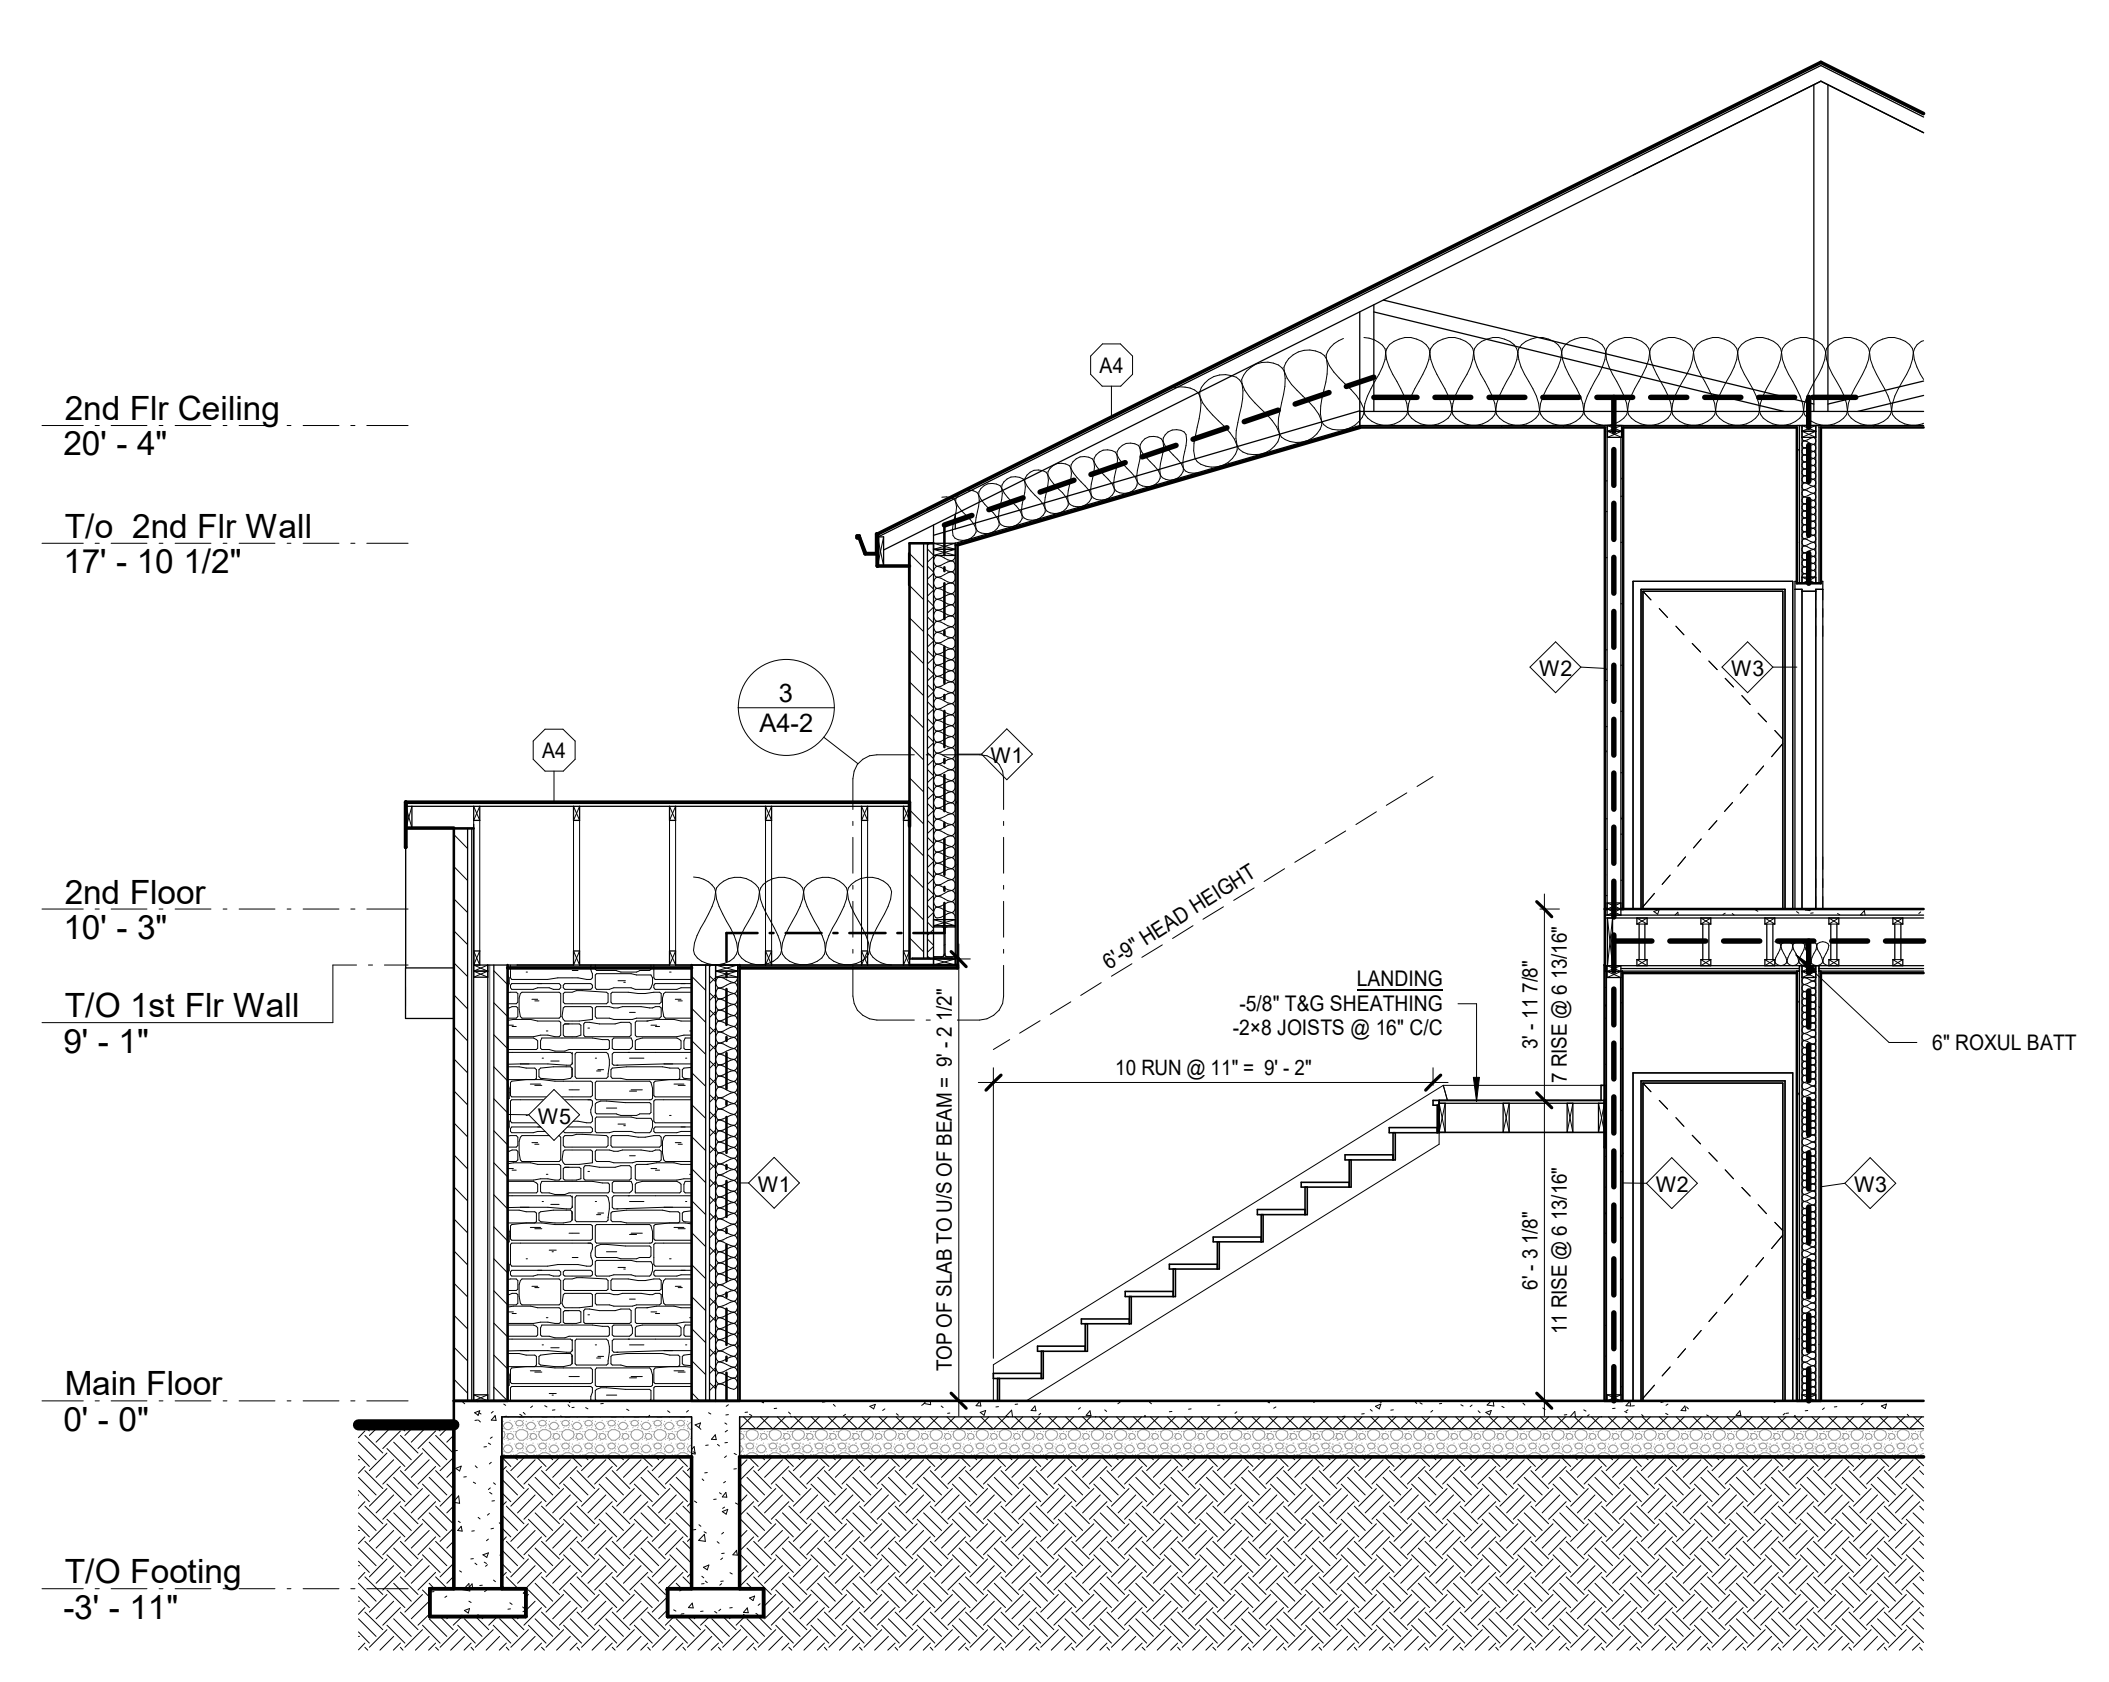 A4
2nd Flr Ceiling
20' - 4"
T/o 2nd Flr Wall
17' - 10 1/2"
W2
W3
3
A4-2
W1
A4
6'-9" HEAD HEIGHT
2nd Floor
10' - 3"
T/O 1st Flr Wall
9' - 1"
TOP OF SLAB TO U/S OF BEAM = 9' - 2 1/2"
LANDING
-5/8" T&G SHEATHING
-2×8 JOISTS @ 16" C/C
3' - 11 7/8"
7 RISE @ 6 13/16"
6" ROXUL BATT
10 RUN @ 11" = 9' - 2"
W5
W1
6' - 3 1/8"
11 RISE @ 6 13/16"
W2
W3
Main Floor
0' - 0"
T/O Footing
-3' - 11"